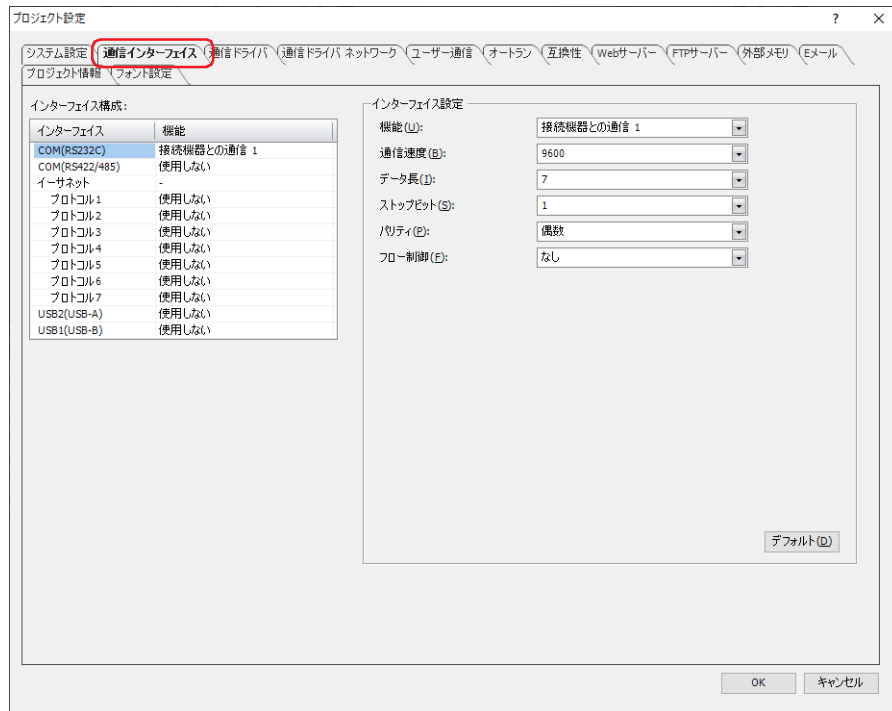 プロジェクト設定 ? ×
システム設定 通信インターフェイス 通信ドライバ 通信ドライバ ネットワーク ユーザー通信 オートラン 互換性 Webサーバー FTPサーバー 外部メモリ Eメール
プロジェクト情報 フォント設定
インターフェイス構成:
インターフェイス 機能
COM(RS232C) 接続機器との通信 1
COM(RS422/485) 使用しない
イーサネット -
プロトコル1 使用しない
プロトコル2 使用しない
プロトコル3 使用しない
プロトコル4 使用しない
プロトコル5 使用しない
プロトコル6 使用しない
プロトコル7 使用しない
USB2(USB-A) 使用しない
USB1(USB-B) 使用しない
インターフェイス設定
機能(U): 接続機器との通信 1
通信速度(B): 9600
データ長(I): 7
ストップビット(S): 1
パリティ(P): 偶数
フロー制御(F): なし
デフォルト(D)
OK キャンセル